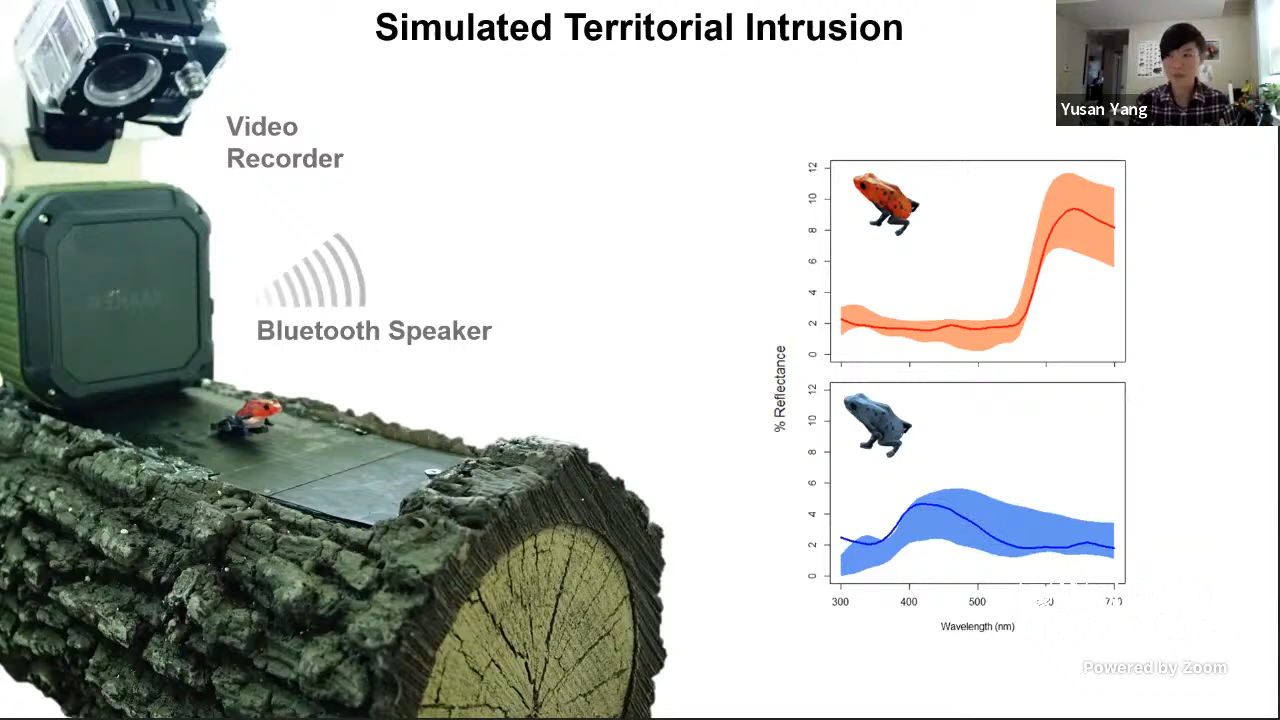 Simulated Territorial Intrusion
Yusan Yang
Video
Recorder
Bluetooth Speaker
% Reflectance
12
10
8
6
4
2
0
12
10
8
6
4
2
0
300 400 500
Wavelength (nm)
Powered by Zoom